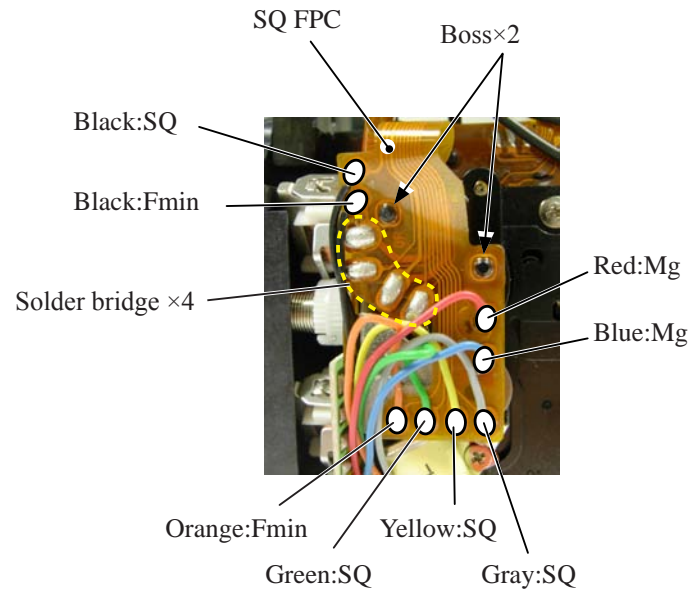 SQ FPC
Boss×2
Black:SQ
Black:Fmin
Red:Mg
Solder bridge ×4
Blue:Mg
Orange:Fmin
Yellow:SQ
Green:SQ
Gray:SQ